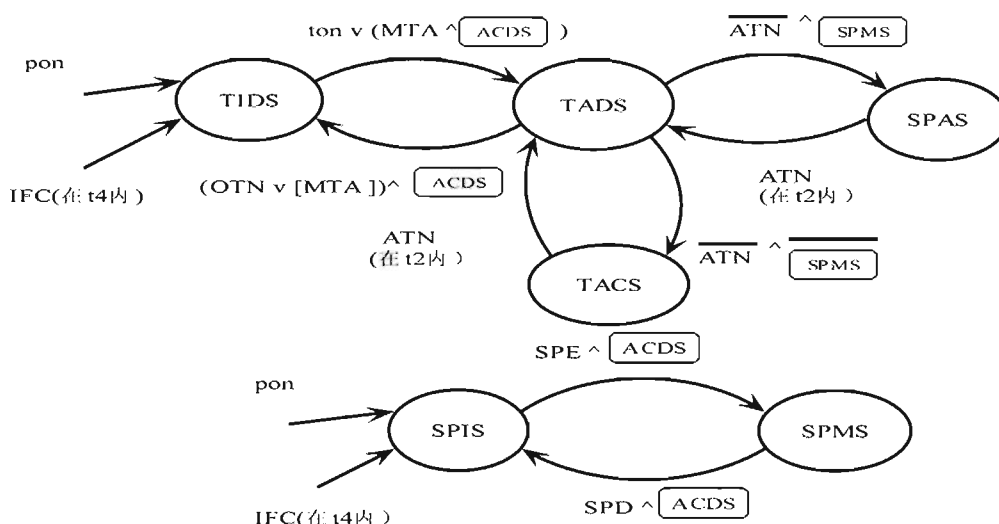 ton v (MTA ^ ACDS )
ATN ^ SPMS
pon
TIDS
TADS
SPAS
IFC(在t4内)
(OTN v [MTA ])^ ACDS
ATN
(在t2内)
ATN
(在t2内)
ATN ^ SPMS
TACS
SPE ^ ACDS
pon
SPIS
SPMS
SPD ^ ACDS
IFC(在t4内)